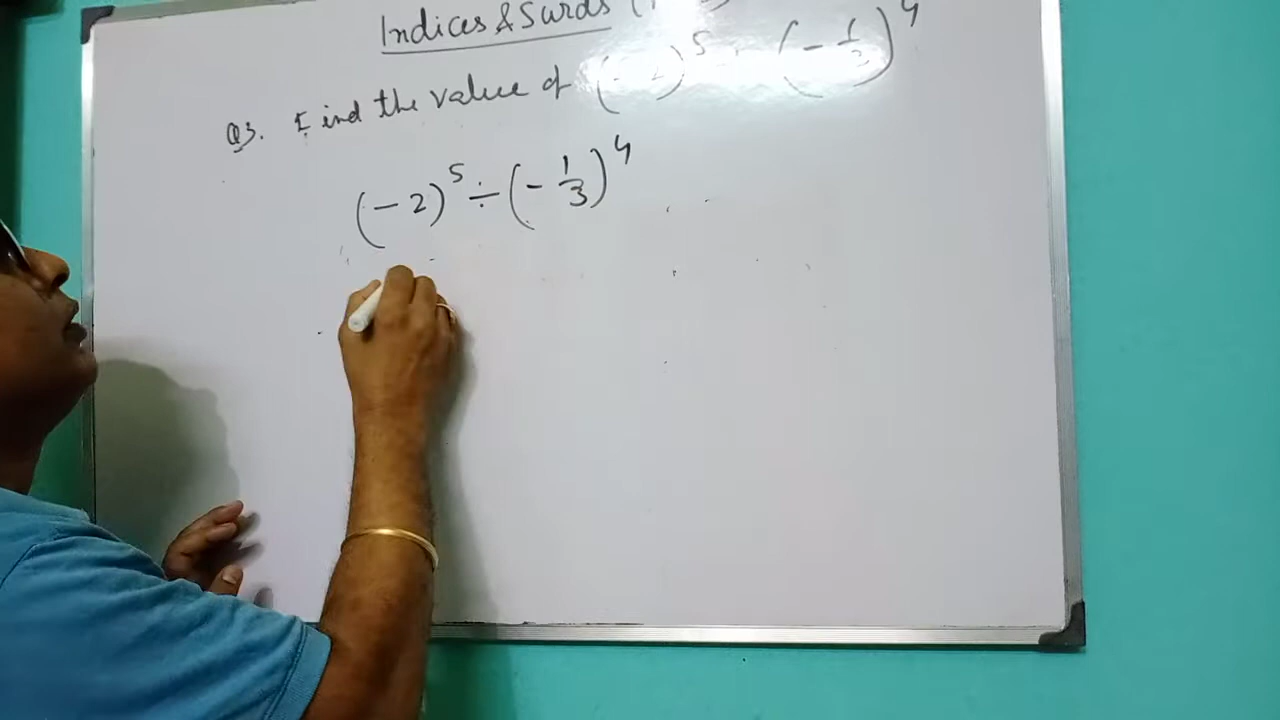 Indices & Surds (
Q3. Find the value of (-2)^5 ÷ (-1/3)^4
(-2)^5 ÷ (-1/3)^4